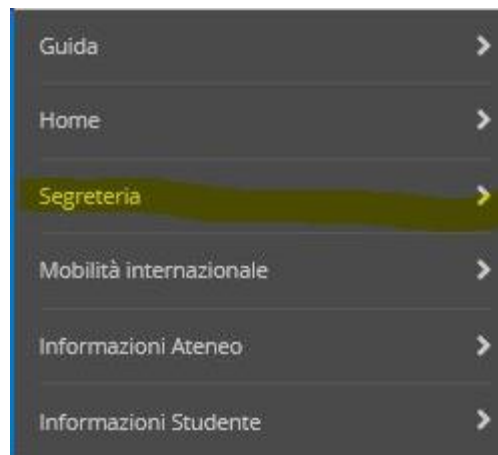 Guida
Home
Segreteria
Mobilità internazionale
Informazioni Ateneo
Informazioni Studente